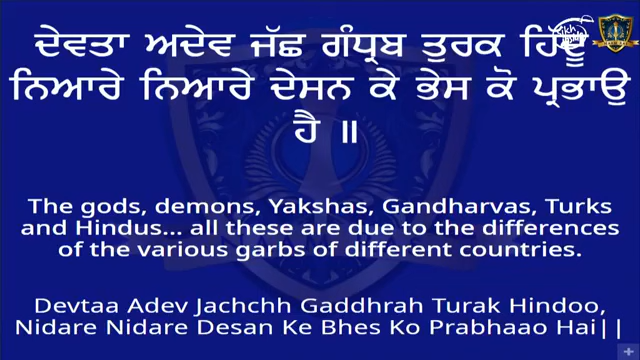 ਦੇਵਤਾ ਅਦੇਵ ਜੱਛ ਗੰਧ੍ਰਬ ਤੁਰਕ ਹਿੰਦੂ
ਨਿਆਰੇ ਨਿਆਰੇ ਦੇਸਨ ਕੇ ਭੇਸ ਕੋ ਪ੍ਰਭਾਉ
ਹੈ ॥
The gods, demons, Yakshas, Gandharvas, Turks
and Hindus... all these are due to the differences
of the various garbs of different countries.
Devtaa Adev Jachchh Gaddhrah Turak Hindoo,
Nidare Nidare Desan Ke Bhes Ko Prabhaao Hai||